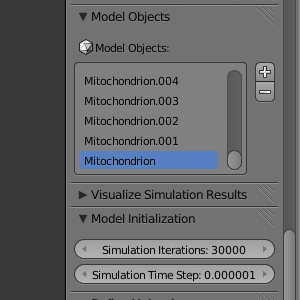 Model Objects
Model Objects:
Mitochondrion.004
Mitochondrion.003
Mitochondrion.002
Mitochondrion.001
Mitochondrion
Visualize Simulation Results
Model Initialization
Simulation Iterations: 30000
Simulation Time Step: 0.000001